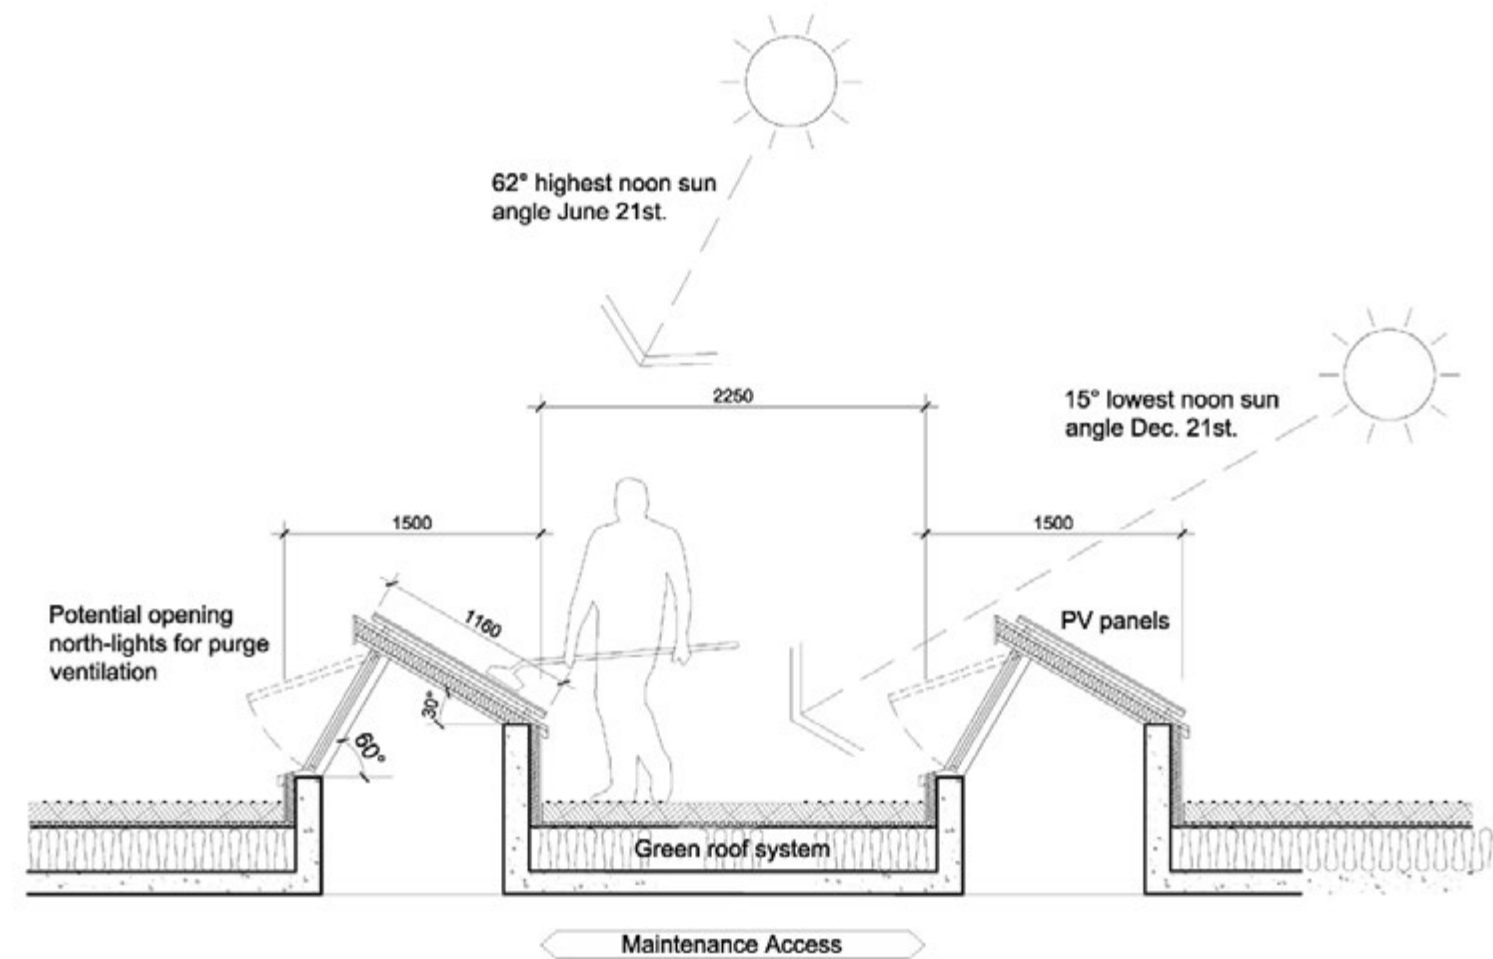 62° highest noon sun
angle June 21st.
2250
15° lowest noon sun
angle Dec. 21st.
1500
1500
Potential opening
north-lights for purge
ventilation
1160
PV panels
30°
60°
Green roof system
Maintenance Access